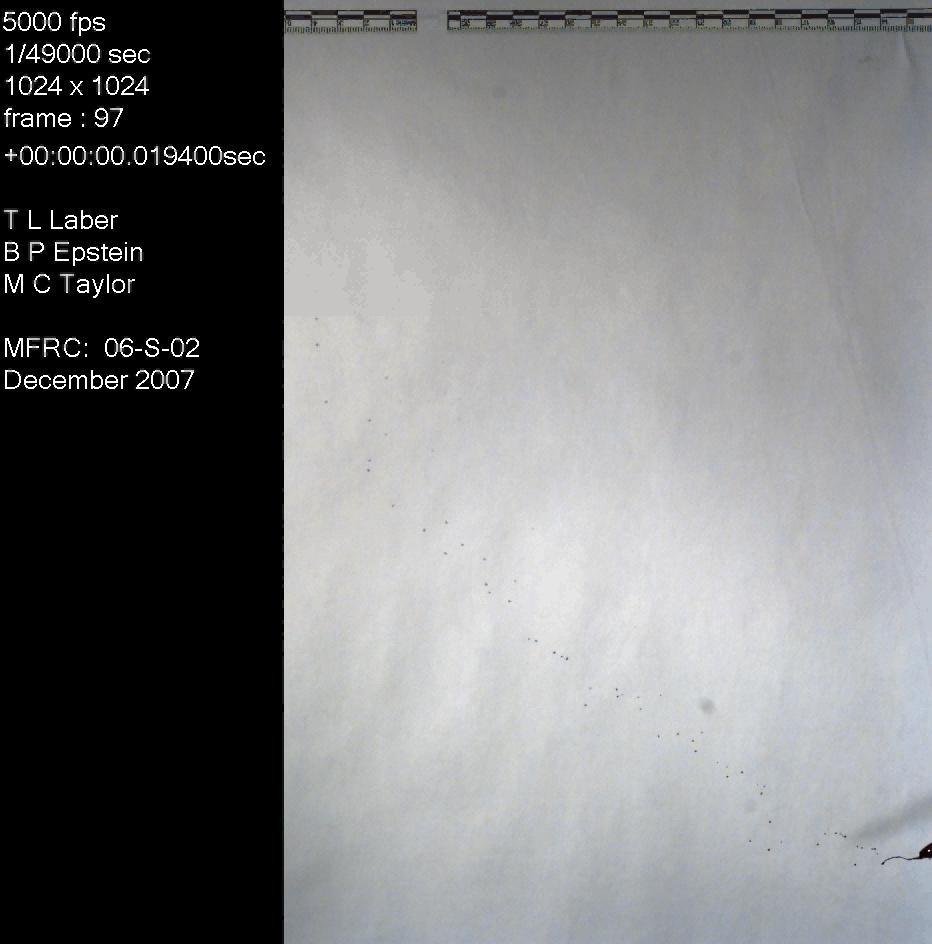 5000 fps
1/49000 sec
1024 x 1024
frame : 97
+00:00:00.019400sec
T L Laber
B P Epstein
M C Taylor
MFRC: 06-S-02
December 2007